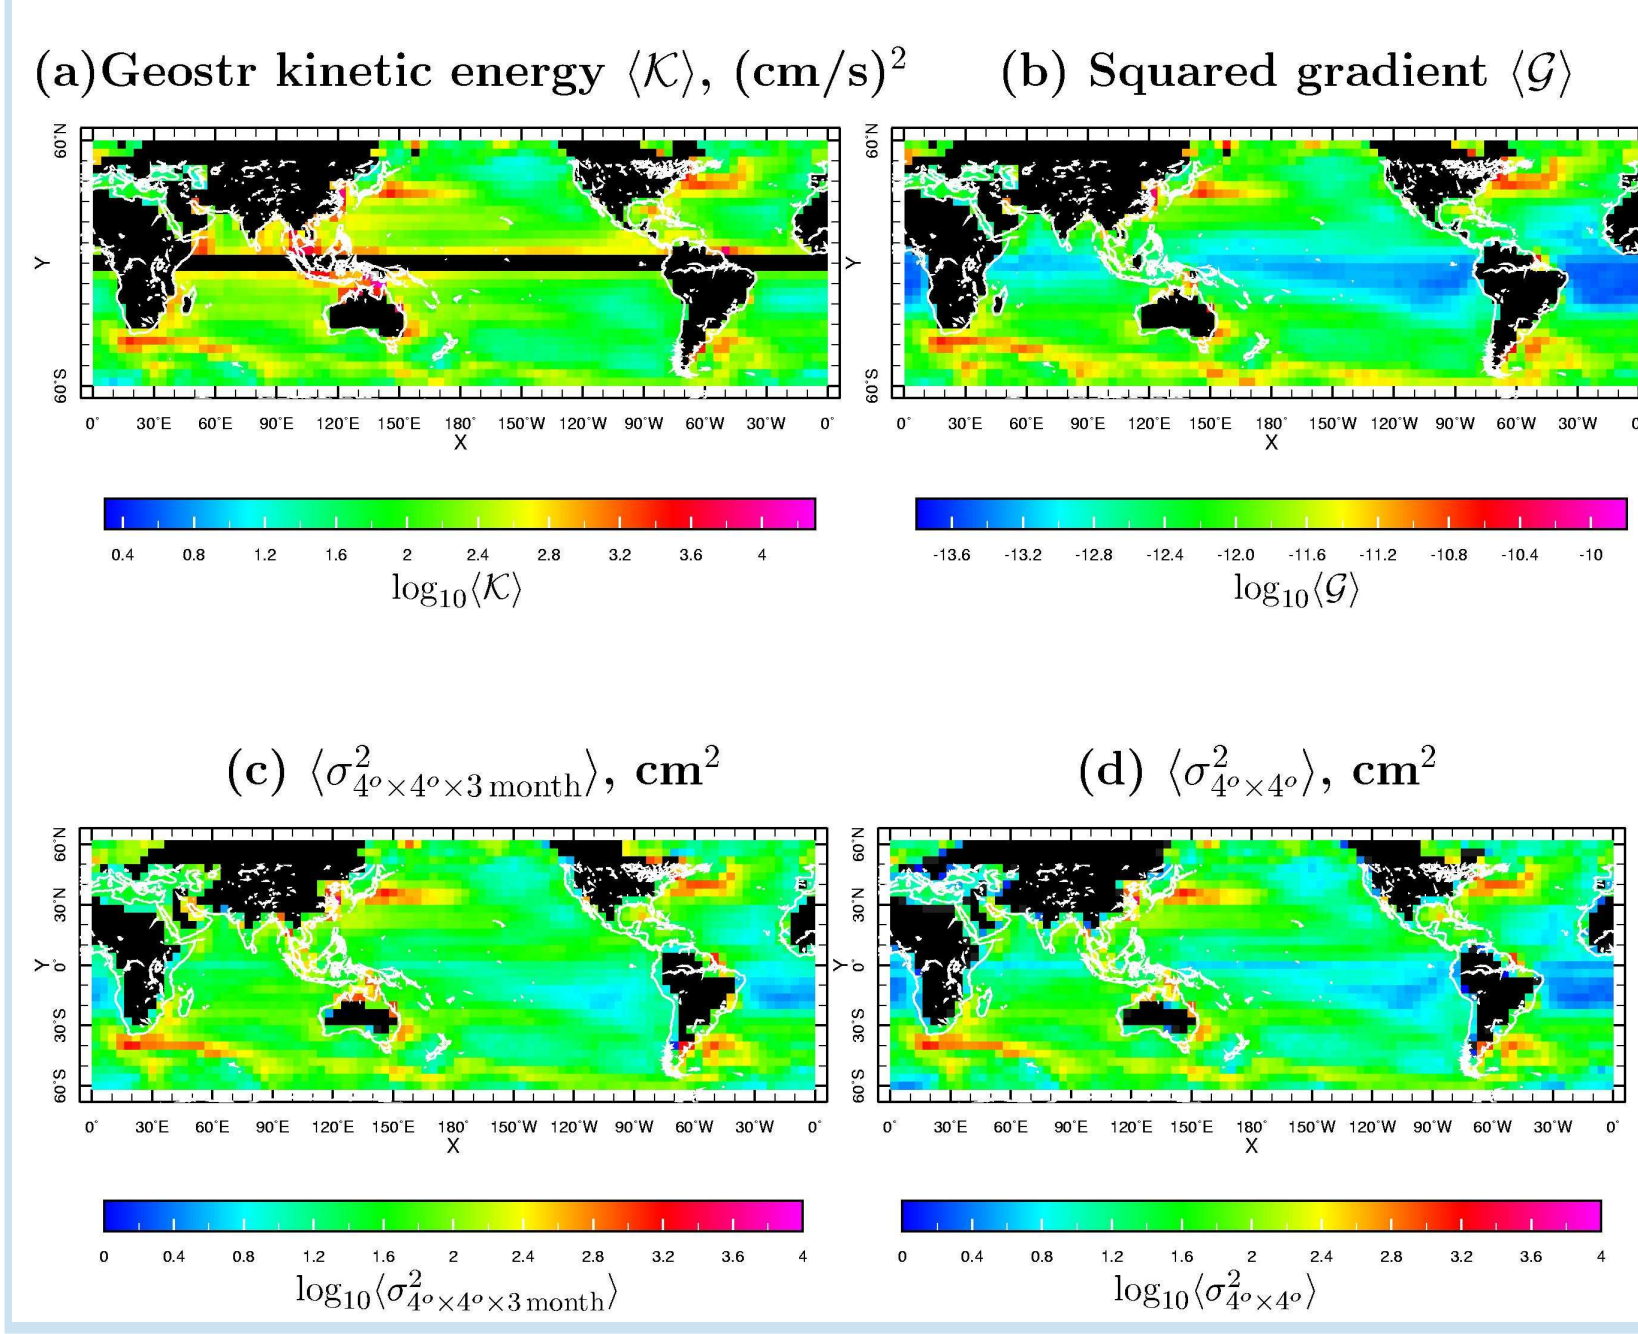 (a)Geostr kinetic energy ⟨𝒦⟩, (cm/s)²
(b) Squared gradient ⟨𝒢⟩
60°N
Y
60°S
0° 30°E 60°E 90°E 120°E 150°E 180° 150°W 120°W 90°W 60°W 30°W 0°
X
60°N
Y
60°S
0° 30°E 60°E 90°E 120°E 150°E 180° 150°W 120°W 90°W 60°W 30°W
X
0.4 0.8 1.2 1.6 2 2.4 2.8 3.2 3.6 4
log₁₀⟨𝒦⟩
-13.6 -13.2 -12.8 -12.4 -12.0 -11.6 -11.2 -10.8 -10.4 -10
log₁₀⟨𝒢⟩
(c) ⟨σ²₄ₒ×₄ₒ×₃ month⟩, cm²
(d) ⟨σ²₄ₒ×₄ₒ⟩, cm²
60°N
30°N
Y 0°
30°S
60°S
0° 30°E 60°E 90°E 120°E 150°E 180° 150°W 120°W 90°W 60°W 30°W 0°
X
60°N
30°N
Y 0°
30°S
60°S
0° 30°E 60°E 90°E 120°E 150°E 180° 150°W 120°W 90°W 60°W 30°W 0°
X
0 0.4 0.8 1.2 1.6 2 2.4 2.8 3.2 3.6 4
log₁₀⟨σ²₄ₒ×₄ₒ×₃ month⟩
0 0.4 0.8 1.2 1.6 2 2.4 2.8 3.2 3.6 4
log₁₀⟨σ²₄ₒ×₄ₒ⟩